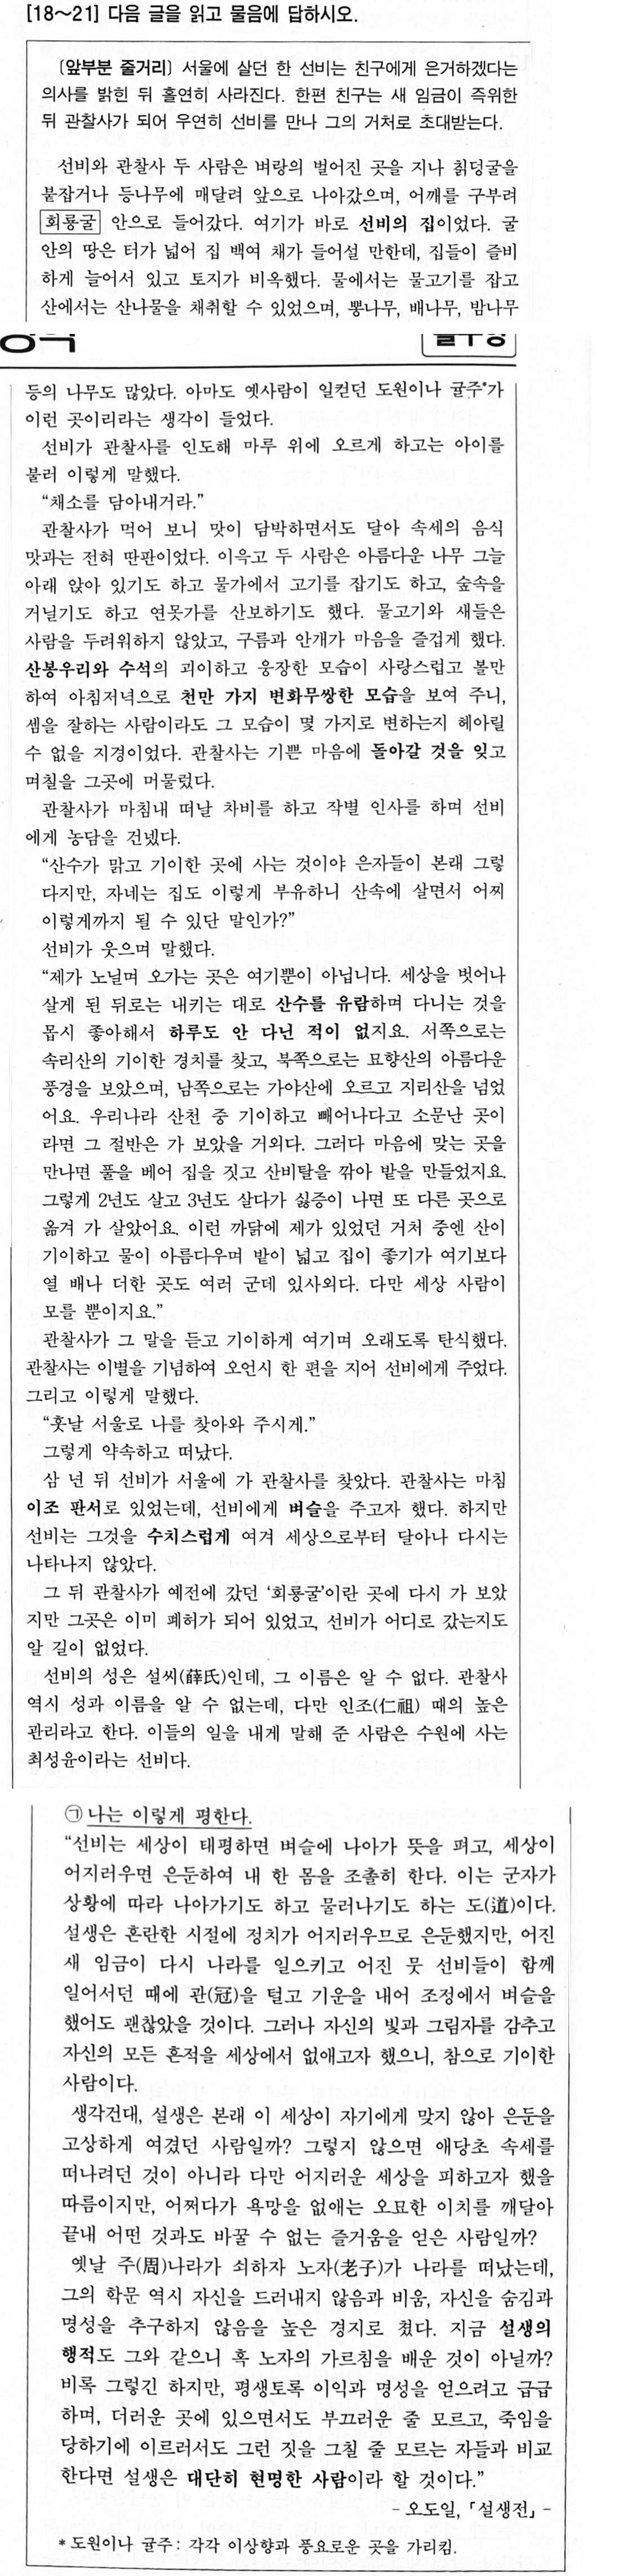 [18~21] 다음 글을 읽고 물음에 답하시오.
[앞부분 줄거리] 서울에 살던 한 선비는 친구에게 은거하겠다는
의사를 밝힌 뒤 홀연히 사라진다. 한편 친구는 새 임금이 즉위한
뒤 관찰사가 되어 우연히 선비를 만나 그의 거처로 초대받는다.
선비와 관찰사 두 사람은 벼랑의 벌어진 곳을 지나 칡덩굴을
붙잡거나 등나무에 매달려 앞으로 나아갔으며, 어깨를 구부려
회룡굴 안으로 들어갔다. 여기가 바로 선비의 집이었다. 굴
안의 땅은 터가 넓어 집 백여 채가 들어설 만한데, 집들이 즐비
하게 늘어서 있고 토지가 비옥했다. 물에서는 물고기를 잡고
산에서는 산나물을 채취할 수 있었으며, 뽕나무, 배나무, 밤나무
등의 나무도 많았다. 아마도 옛사람이 일컫던 도원이나 귤주*가
이런 곳이리라는 생각이 들었다.
선비가 관찰사를 인도해 마루 위에 오르게 하고는 아이를
불러 이렇게 말했다.
“채소를 담아내거라.”
관찰사가 먹어 보니 맛이 담박하면서도 달아 속세의 음식
맛과는 전혀 딴판이었다. 이윽고 두 사람은 아름다운 나무 그늘
아래 앉아 있기도 하고 물가에서 고기를 잡기도 하고, 숲속을
거닐기도 하고 연못가를 산보하기도 했다. 물고기와 새들은
사람을 두려워하지 않았고, 구름과 안개가 마음을 즐겁게 했다.
산봉우리와 수석의 괴이하고 웅장한 모습이 사랑스럽고 볼만
하여 아침저녁으로 천만 가지 변화무쌍한 모습을 보여 주니,
셈을 잘하는 사람이라도 그 모습이 몇 가지로 변하는지 헤아릴
수 없을 지경이었다. 관찰사는 기쁜 마음에 돌아갈 것을 잊고
며칠을 그곳에 머물렀다.
관찰사가 마침내 떠날 차비를 하고 작별 인사를 하며 선비
에게 농담을 건넸다.
“산수가 맑고 기이한 곳에 사는 것이야 은자들이 본래 그렇
다지만, 자네는 집도 이렇게 부유하니 산속에 살면서 어찌
이렇게까지 될 수 있단 말인가?”
선비가 웃으며 말했다.
“제가 노닐며 오가는 곳은 여기뿐이 아닙니다. 세상을 벗어나
살게 된 뒤로는 내키는 대로 산수를 유람하며 다니는 것을
몹시 좋아해서 하루도 안 다닌 적이 없지요. 서쪽으로는
속리산의 기이한 경치를 찾고, 북쪽으로는 묘향산의 아름다운
풍경을 보았으며, 남쪽으로는 가야산에 오르고 지리산을 넘었
어요. 우리나라 산천 중 기이하고 빼어나다고 소문난 곳이
라면 그 절반은 가 보았을 거외다. 그러다 마음에 맞는 곳을
만나면 풀을 베어 집을 짓고 산비탈을 깎아 밭을 만들었지요.
그렇게 2년도 살고 3년도 살다가 싫증이 나면 또 다른 곳으로
옮겨 가 살았어요. 이런 까닭에 제가 있었던 거처 중엔 산이
기이하고 물이 아름다우며 밭이 넓고 집이 좋기가 여기보다
열 배나 더한 곳도 여러 군데 있사외다. 다만 세상 사람이
모를 뿐이지요.”
관찰사가 그 말을 듣고 기이하게 여기며 오래도록 탄식했다.
관찰사는 이별을 기념하여 오언시 한 편을 지어 선비에게 주었다.
그리고 이렇게 말했다.
“훗날 서울로 나를 찾아와 주시게.”
그렇게 약속하고 떠났다.
삼 년 뒤 선비가 서울에 가 관찰사를 찾았다. 관찰사는 마침
이조 판서로 있었는데, 선비에게 벼슬을 주고자 했다. 하지만
선비는 그것을 수치스럽게 여겨 세상으로부터 달아나 다시는
나타나지 않았다.
그 뒤 관찰사가 예전에 갔던 ‘회룡굴’이란 곳에 다시 가 보았
지만 그곳은 이미 폐허가 되어 있었고, 선비가 어디로 갔는지도
알 길이 없었다.
선비의 성은 설씨(薛氏)인데, 그 이름은 알 수 없다. 관찰사
역시 성과 이름을 알 수 없는데, 다만 인조(仁祖) 때의 높은
관리라고 한다. 이들의 일을 내게 말해 준 사람은 수원에 사는
최성윤이라는 선비다.
㉠ 나는 이렇게 평한다.
“선비는 세상이 태평하면 벼슬에 나아가 뜻을 펴고, 세상이
어지러우면 은둔하여 내 한 몸을 조촐히 한다. 이는 군자가
상황에 따라 나아가기도 하고 물러나기도 하는 도(道)이다.
설생은 혼란한 시절에 정치가 어지러우므로 은둔했지만, 어진
새 임금이 다시 나라를 일으키고 어진 뭇 선비들이 함께
일어서던 때에 관(冠)을 털고 기운을 내어 조정에서 벼슬을
했어도 괜찮았을 것이다. 그러나 자신의 빛과 그림자를 감추고
자신의 모든 흔적을 세상에서 없애고자 했으니, 참으로 기이한
사람이다.
생각건대, 설생은 본래 이 세상이 자기에게 맞지 않아 은둔을
고상하게 여겼던 사람일까? 그렇지 않으면 애당초 속세를
떠나려던 것이 아니라 다만 어지러운 세상을 피하고자 했을
따름이지만, 어쩌다가 욕망을 없애는 오묘한 이치를 깨달아
끝내 어떤 것과도 바꿀 수 없는 즐거움을 얻은 사람일까?
옛날 주(周)나라가 쇠하자 노자(老子)가 나라를 떠났는데,
그의 학문 역시 자신을 드러내지 않음과 비움, 자신을 숨김과
명성을 추구하지 않음을 높은 경지로 쳤다. 지금 설생의
행적도 그와 같으니 혹 노자의 가르침을 배운 것이 아닐까?
비록 그렇긴 하지만, 평생토록 이익과 명성을 얻으려고 급급
하며, 더러운 곳에 있으면서도 부끄러운 줄 모르고, 죽임을
당하기에 이르러서도 그런 짓을 그칠 줄 모르는 자들과 비교
한다면 설생은 대단히 현명한 사람이라 할 것이다.”
- 오도일, 「설생전」 -
* 도원이나 귤주 : 각각 이상향과 풍요로운 곳을 가리킴.